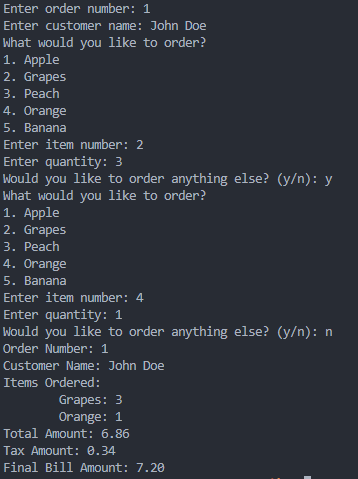 Enter order number: 1
Enter customer name: John Doe
What would you like to order?
1. Apple
2. Grapes
3. Peach
4. Orange
5. Banana
Enter item number: 2
Enter quantity: 3
Would you like to order anything else? (y/n): y
What would you like to order?
1. Apple
2. Grapes
3. Peach
4. Orange
5. Banana
Enter item number: 4
Enter quantity: 1
Would you like to order anything else? (y/n): n
Order Number: 1
Customer Name: John Doe
Items Ordered:
        Grapes: 3
        Orange: 1
Total Amount: 6.86
Tax Amount: 0.34
Final Bill Amount: 7.20